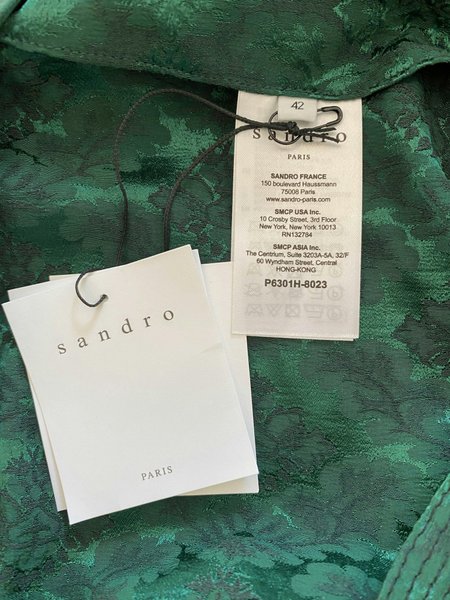 42
sandro
PARIS
SANDRO FRANCE
150 boulevard Haussmann
75008 Paris
www.sandro-paris.com
SMCP USA Inc.
10 Crosby Street, 3rd Floor
New York, New York 10013
RN132784
SMCP ASIA Inc.
The Centrium, Suite 3203A-5A, 32/F
60 Wyndham Street, Central
HONG-KONG
P6301H-8023
sandro
PARIS